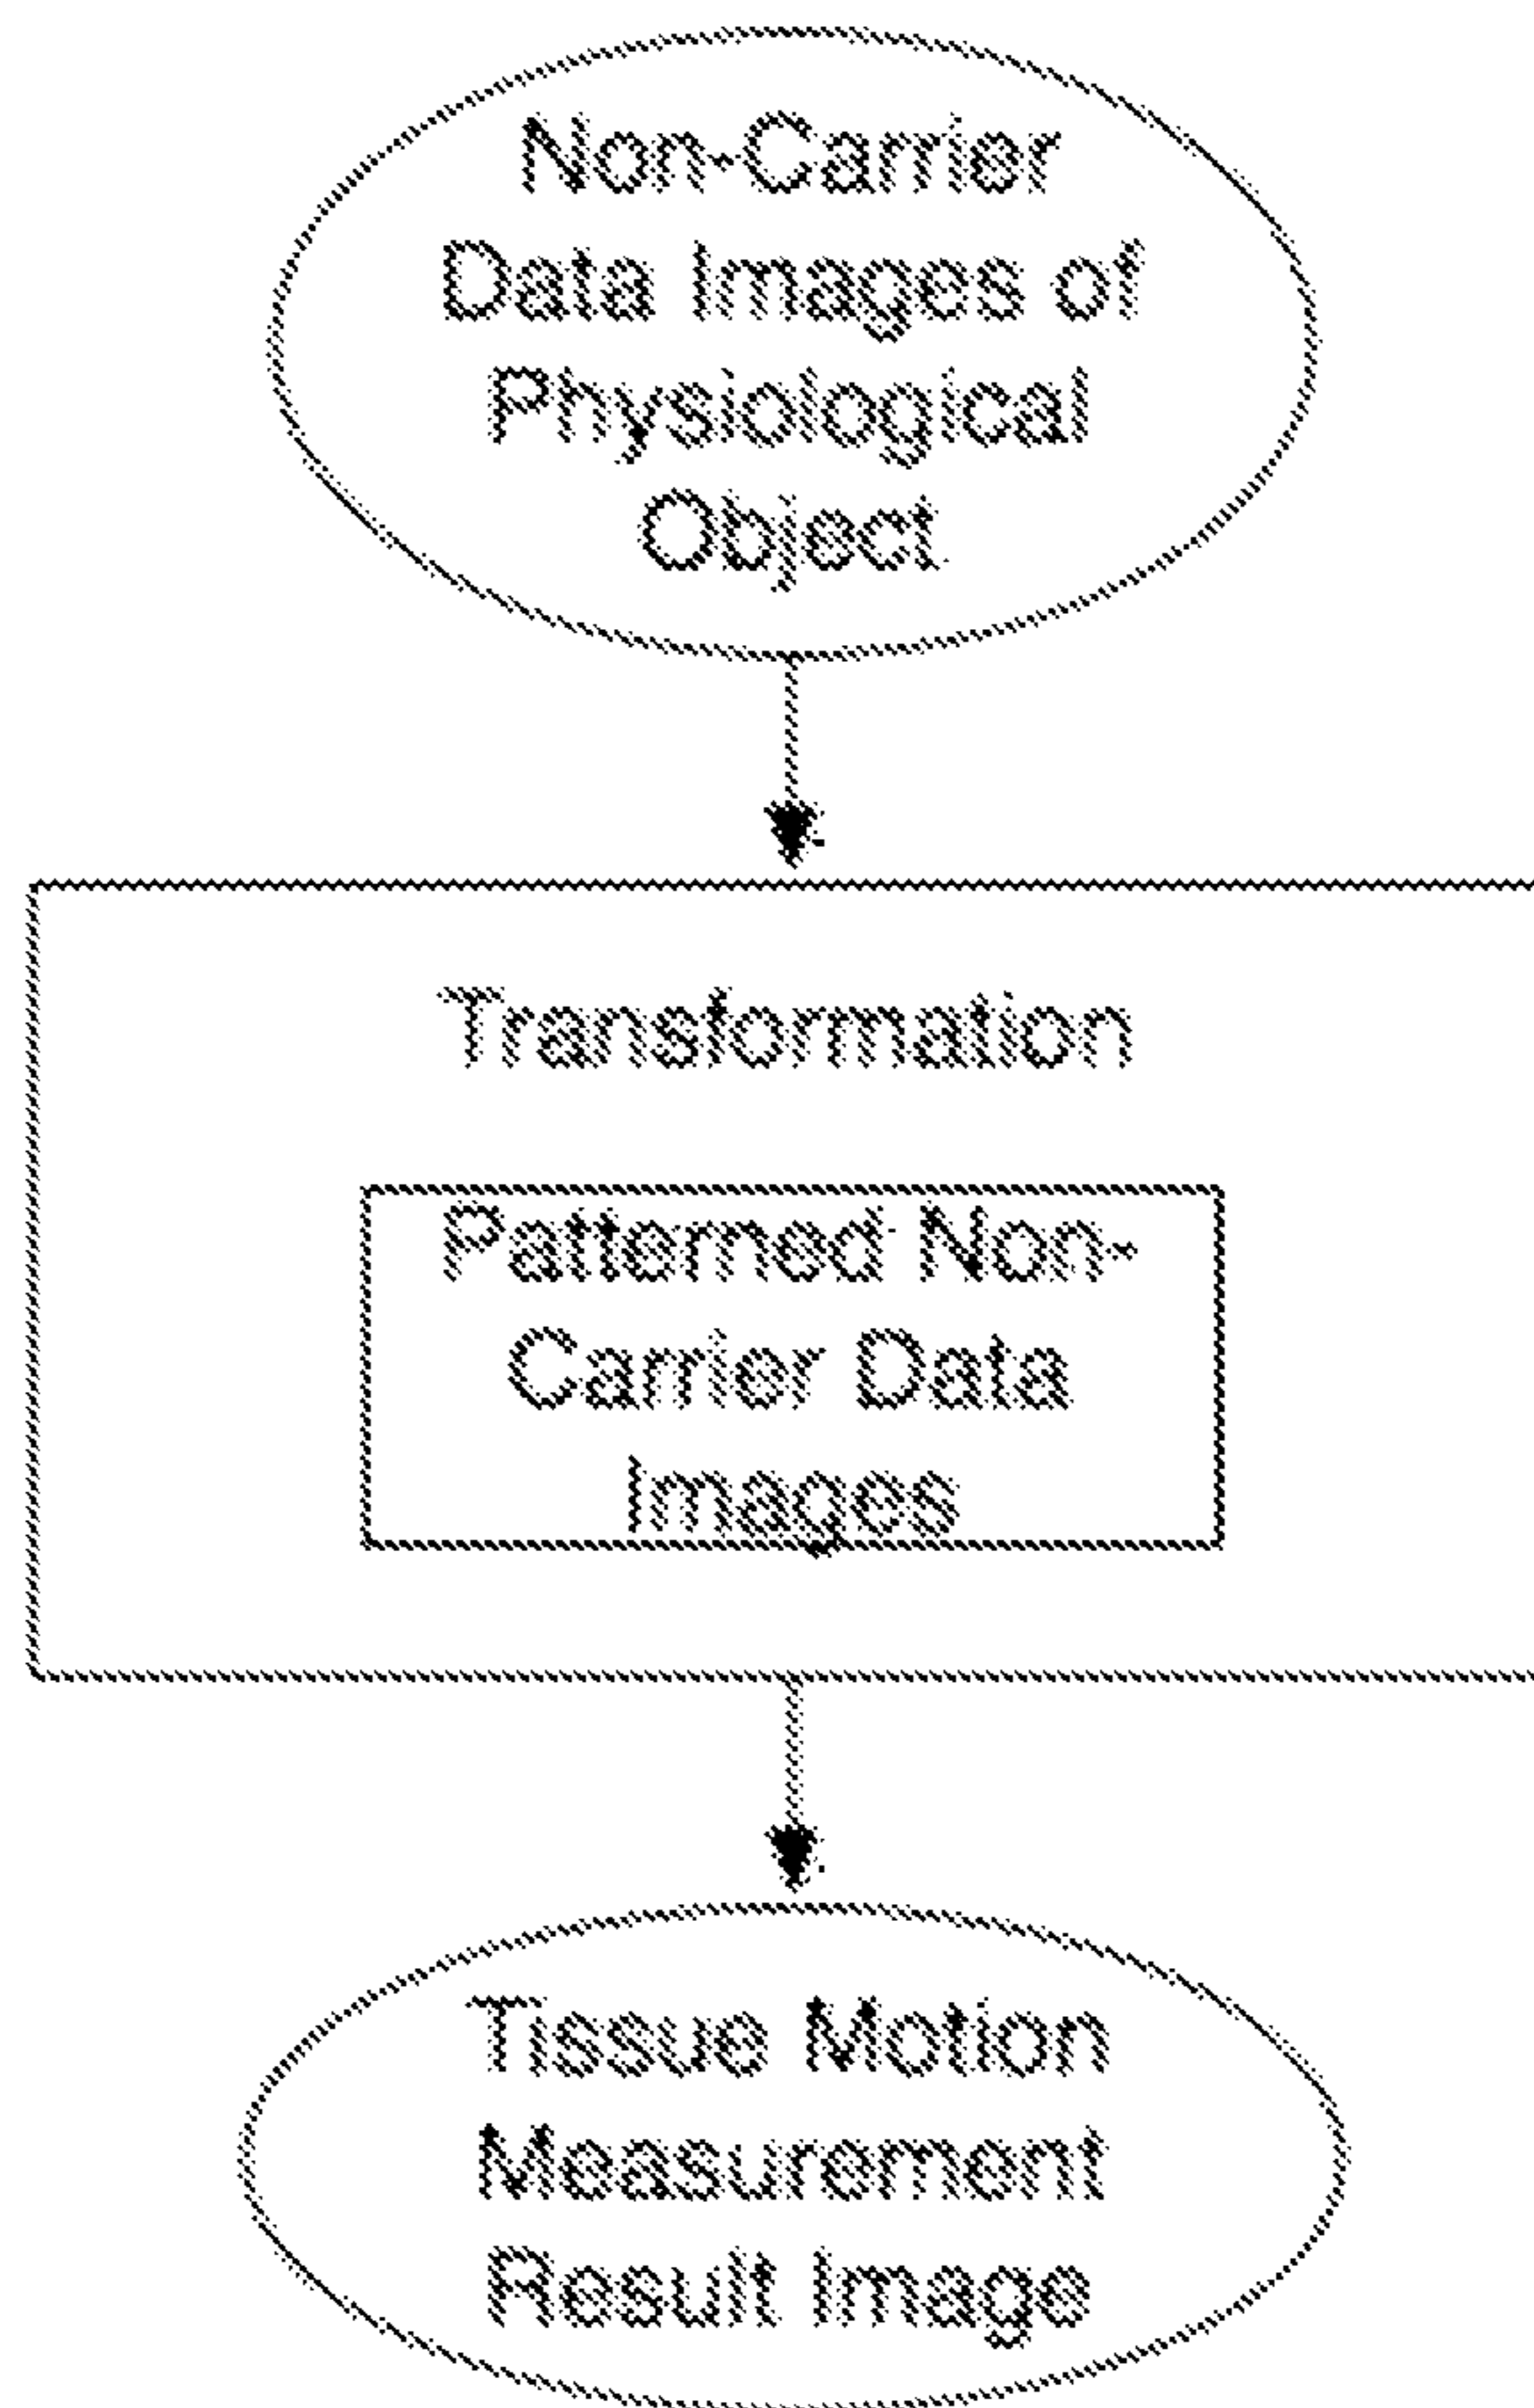 Non-Carrier
Data Images of
Physiological
Object
Transformation
Patterned Non-
Carrier Data
Images
Tissue Motion
Measurement
Result Image